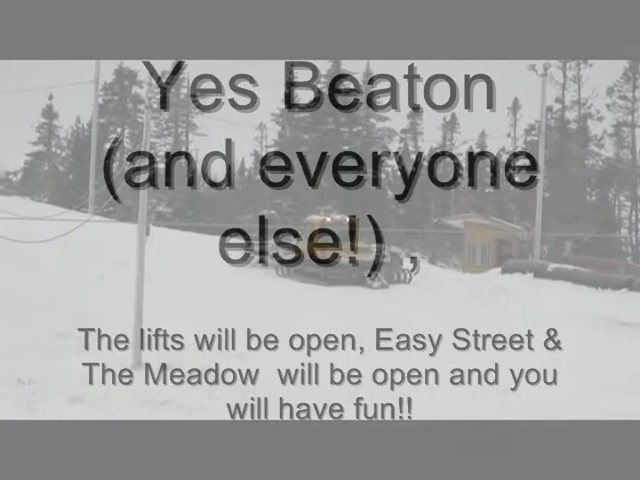 Yes Beaton
(and everyone
else!) ,
The lifts will be open, Easy Street &
The Meadow will be open and you
will have fun!!